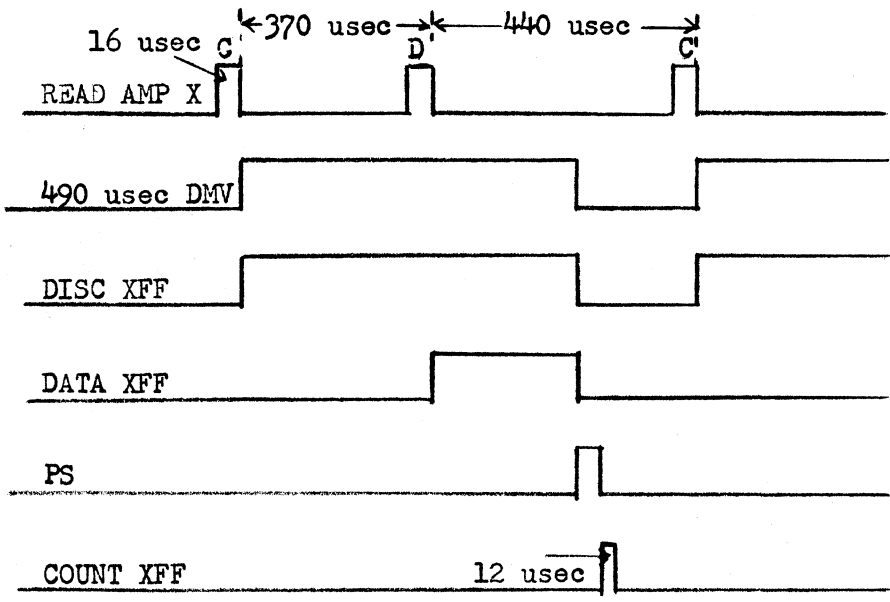 370 usec
440 usec
16 usec
C
D'
C'
READ AMP X
490 usec DMV
DISC XFF
DATA XFF
PS
COUNT XFF
12 usec